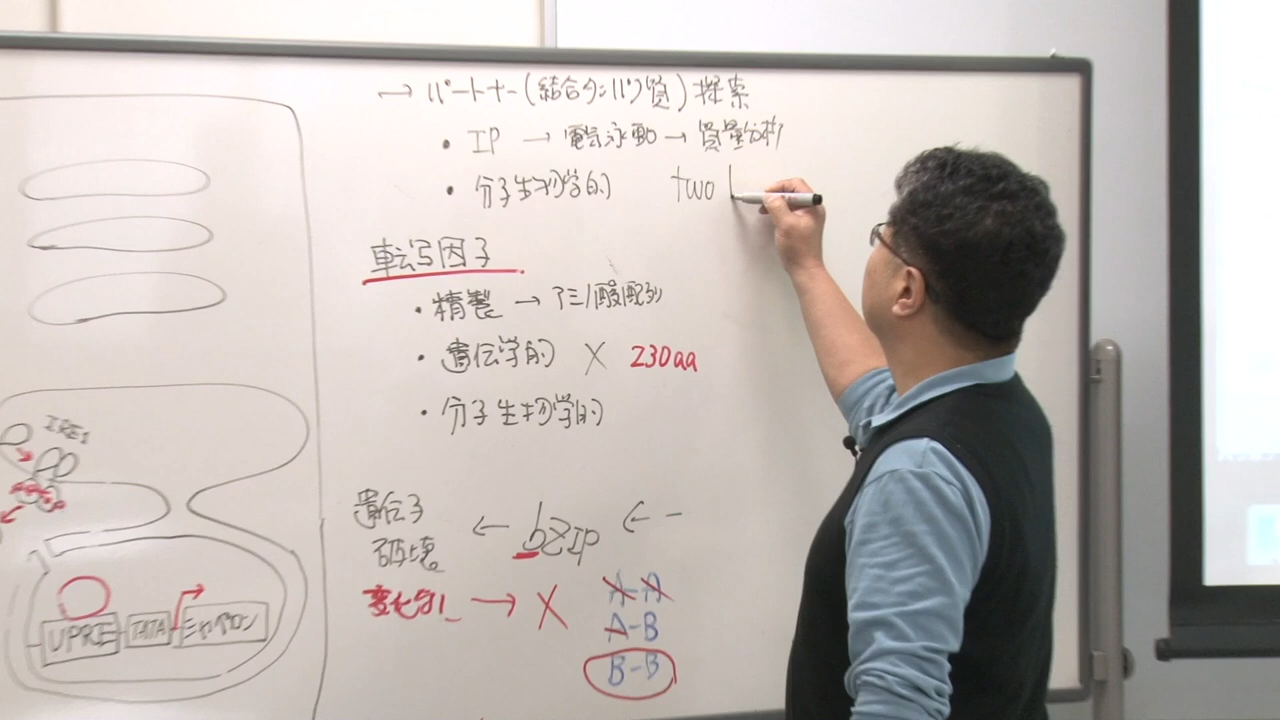 → パートナー(結合タンパク質)探索
・IP → 電気泳動 → 質量分析
・分子生物学的 two
転写因子
・精製 → アミノ酸配列
・遺伝学的 × 230aa
・分子生物学的
IRE1
遺伝子
破壊
← bZIP ←-
変化なし → ×
A-A
A-B
B-B
UPRE TATA シャペロン